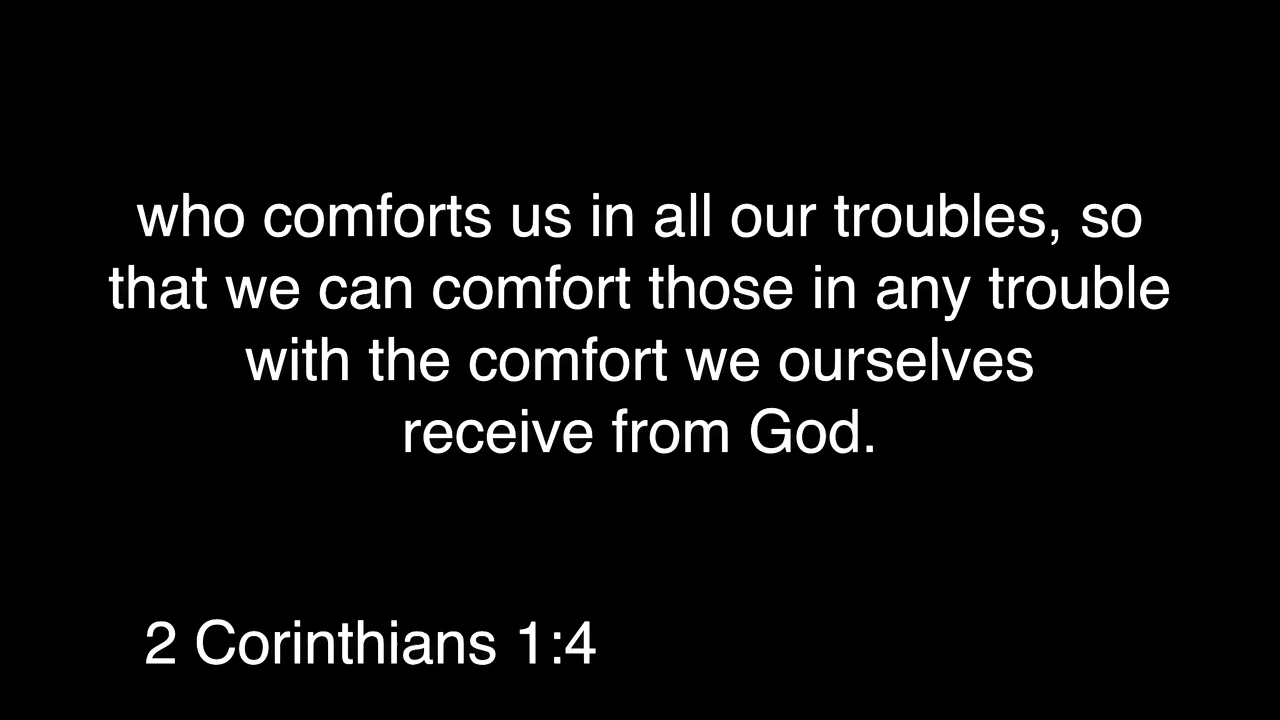 who comforts us in all our troubles, so
that we can comfort those in any trouble
with the comfort we ourselves
receive from God.
2 Corinthians 1:4